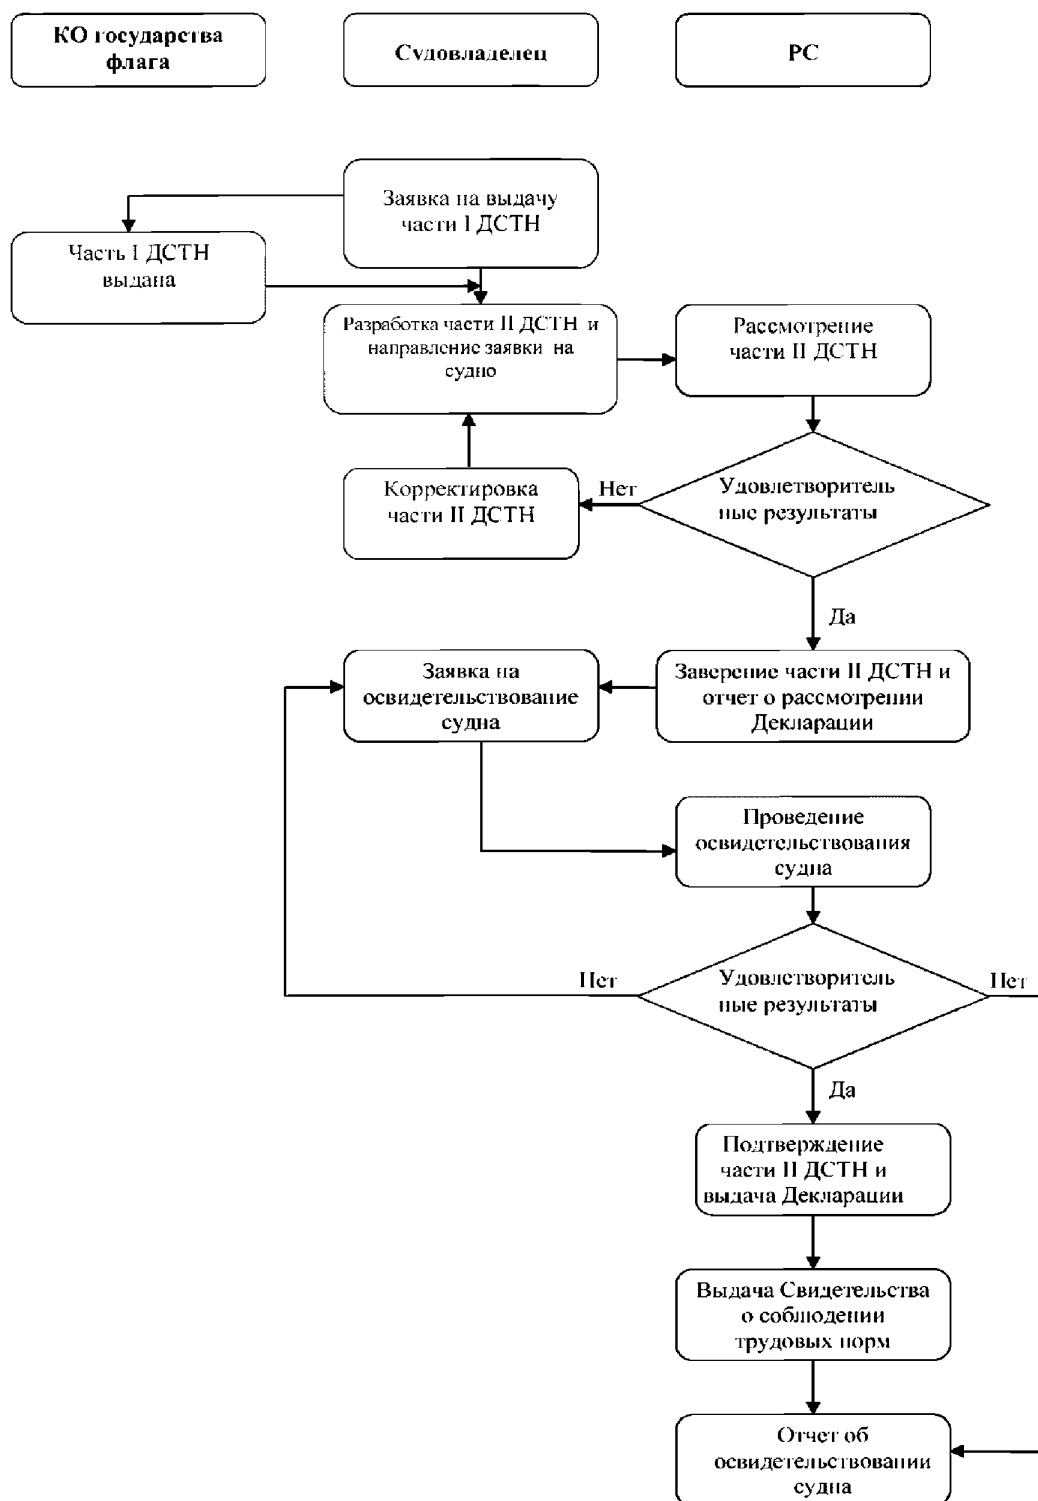 КО государства
флага
Судовладелец
РС
Заявка на выдачу
части I ДСТН
Часть I ДСТН
выдана
Разработка части II ДСТН и
направление заявки на
судно
Рассмотрение
части II ДСТН
Корректировка
части II ДСТН
Нет
Удовлетворитель
ные результаты
Да
Заявка на
освидетельствование
судна
Заверение части II ДСТН и
отчет о рассмотрении
Декларации
Проведение
освидетельствования
судна
Нет
Удовлетворитель
ные результаты
Нет
Да
Подтверждение
части II ДСТН и
выдача Декларации
Выдача Свидетельства
о соблюдении
трудовых норм
Отчет об
освидетельствовании
судна